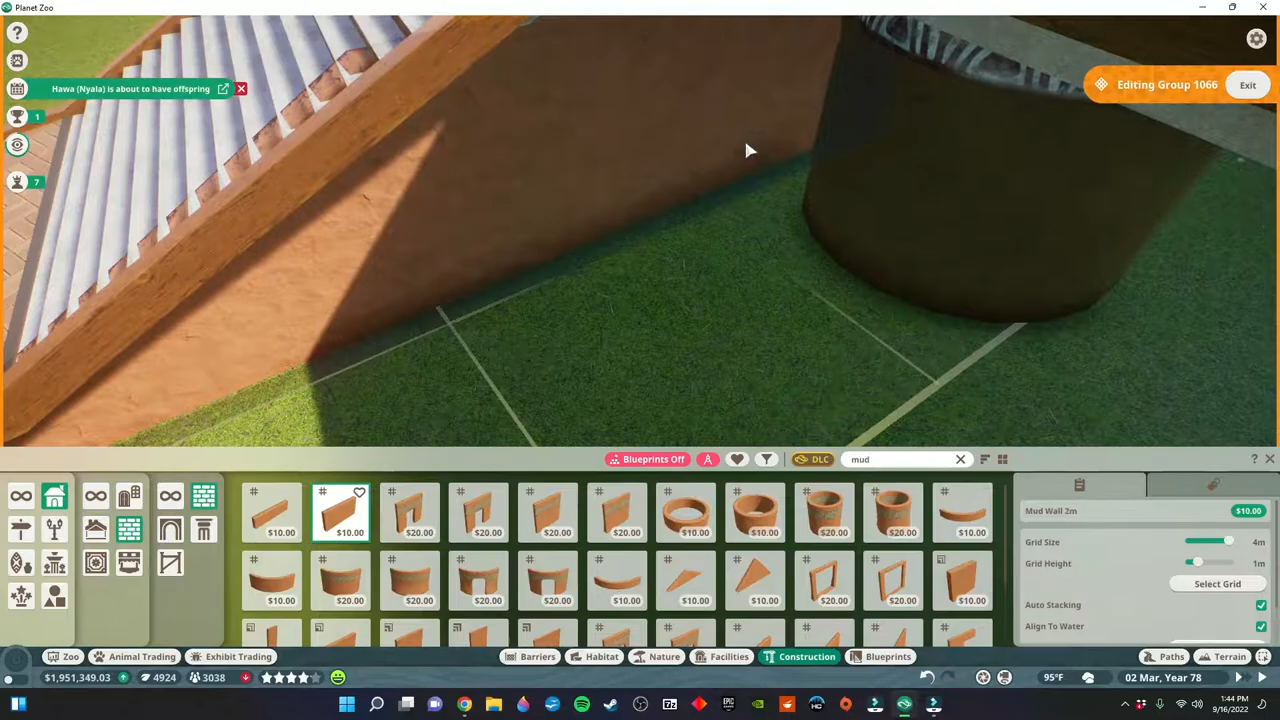 Planet Zoo
Hawa (Nyala) is about to have offspring
1
7
Editing Group 1066
Exit
Blueprints Off
DLC
mud
?
$10.00
$10.00
$20.00
$20.00
$20.00
$20.00
$10.00
$10.00
$20.00
$20.00
$10.00
$10.00
$20.00
$20.00
$20.00
$20.00
$10.00
$10.00
$10.00
$20.00
$20.00
$10.00
Mud Wall 2m
$10.00
Grid Size
4m
Grid Height
1m
Select Grid
Auto Stacking
Align To Water
Zoo
Animal Trading
Exhibit Trading
Barriers
Habitat
Nature
Facilities
Construction
Blueprints
Paths
Terrain
$1,951,349.03
4924
3038
95°F
02 Mar, Year 78
1:44 PM
9/16/2022